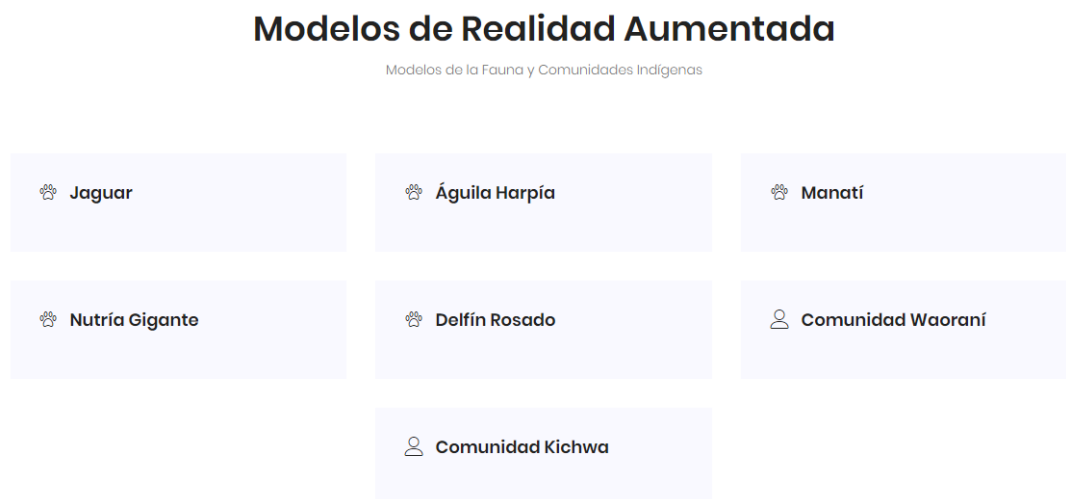 Modelos de Realidad Aumentada
Modelos de la Fauna y Comunidades Indígenas
Jaguar
Águila Harpía
Manatí
Nutría Gigante
Delfín Rosado
Comunidad Waoraní
Comunidad Kichwa